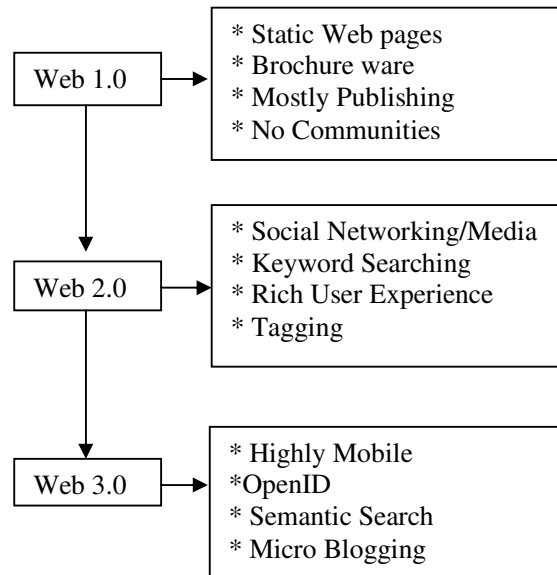 Web 1.0
* Static Web pages
* Brochure ware
* Mostly Publishing
* No Communities
Web 2.0
* Social Networking/Media
* Keyword Searching
* Rich User Experience
* Tagging
Web 3.0
* Highly Mobile
*OpenID
* Semantic Search
* Micro Blogging